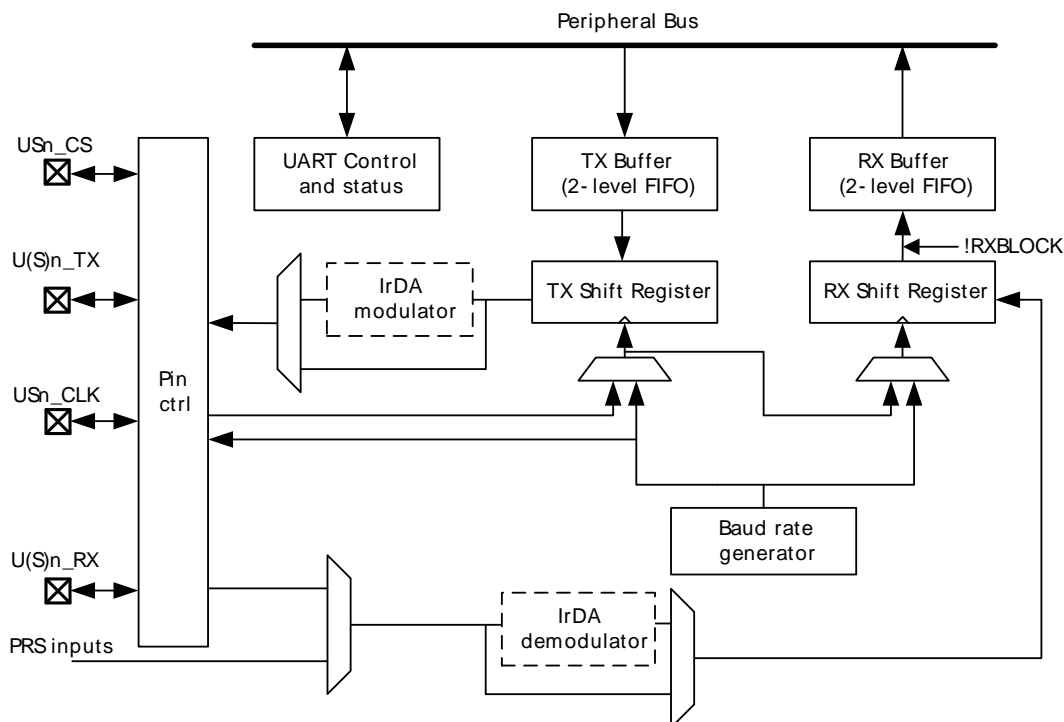 Peripheral Bus
USn_CS
UART Control
and status
TX Buffer
(2- level FIFO)
RX Buffer
(2- level FIFO)
!RXBLOCK
U(S)n_TX
IrDA
modulator
TX Shift Register
RX Shift Register
USn_CLK
Pin
ctrl
Baud rate
generator
U(S)n_RX
IrDA
demodulator
PRS inputs